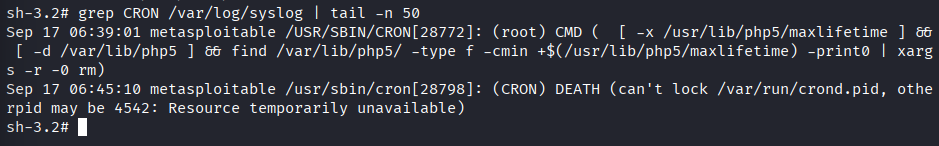 sh-3.2# grep CRON /var/log/syslog | tail -n 50
Sep 17 06:39:01 metasploitable /USR/SBIN/CRON[28772]: (root) CMD (  [ -x /usr/lib/php5/maxlifetime ] &&
 [ -d /var/lib/php5 ] && find /var/lib/php5/ -type f -cmin +$(/usr/lib/php5/maxlifetime) -print0 | xarg
s -r -0 rm)
Sep 17 06:45:10 metasploitable /usr/sbin/cron[28798]: (CRON) DEATH (can't lock /var/run/crond.pid, othe
rpid may be 4542: Resource temporarily unavailable)
sh-3.2#